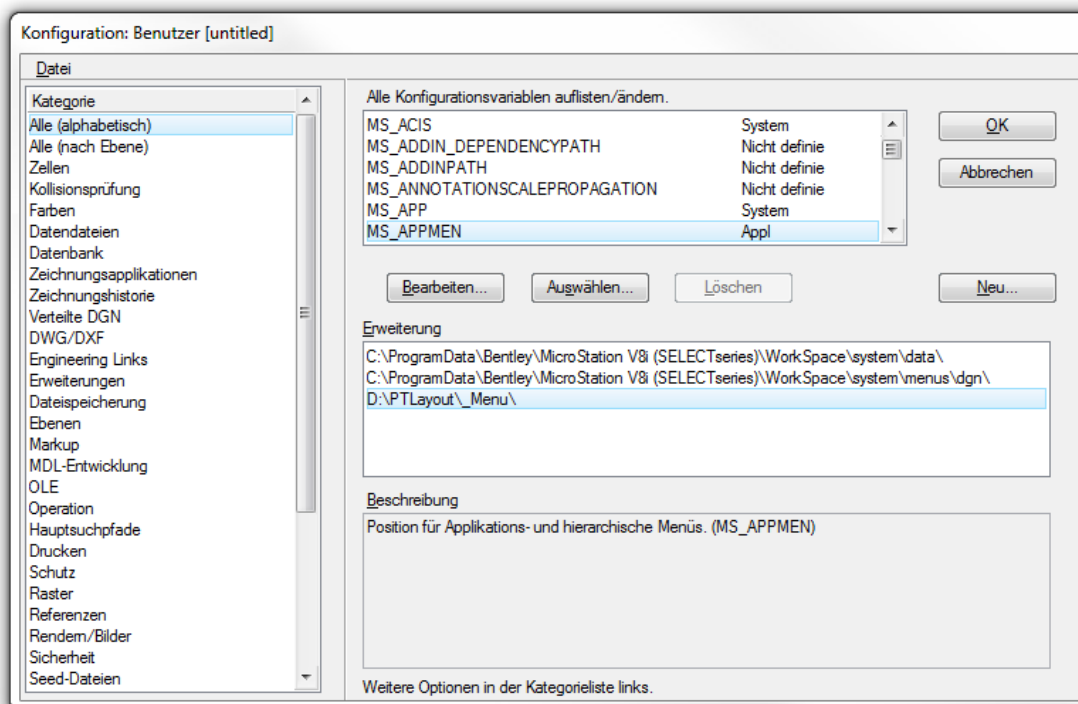 Konfiguration: Benutzer [untitled]
Datei
Kategorie
Alle (alphabetisch)
Alle (nach Ebene)
Zellen
Kollisionsprüfung
Farben
Datendateien
Datenbank
Zeichnungsapplikationen
Zeichnungshistorie
Verteilte DGN
DWG/DXF
Engineering Links
Erweiterungen
Dateispeicherung
Ebenen
Markup
MDL-Entwicklung
OLE
Operation
Hauptsuchpfade
Drucken
Schutz
Raster
Referenzen
Rendern/Bilder
Sicherheit
Seed-Dateien
Alle Konfigurationsvariablen auflisten/ändern.
MS_ACIS System
MS_ADDIN_DEPENDENCYPATH Nicht definie
MS_ADDINPATH Nicht definie
MS_ANNOTATIONSCALEPROPAGATION Nicht definie
MS_APP System
MS_APPMEN Appl
OK
Abbrechen
Bearbeiten... Auswählen... Löschen Neu...
Erweiterung
C:\ProgramData\Bentley\MicroStation V8i (SELECTseries)\WorkSpace\system\data\
C:\ProgramData\Bentley\MicroStation V8i (SELECTseries)\WorkSpace\system\menus\dgn\
D:\PTLayout\_Menu\
Beschreibung
Position für Applikations- und hierarchische Menüs. (MS_APPMEN)
Weitere Optionen in der Kategorieliste links.